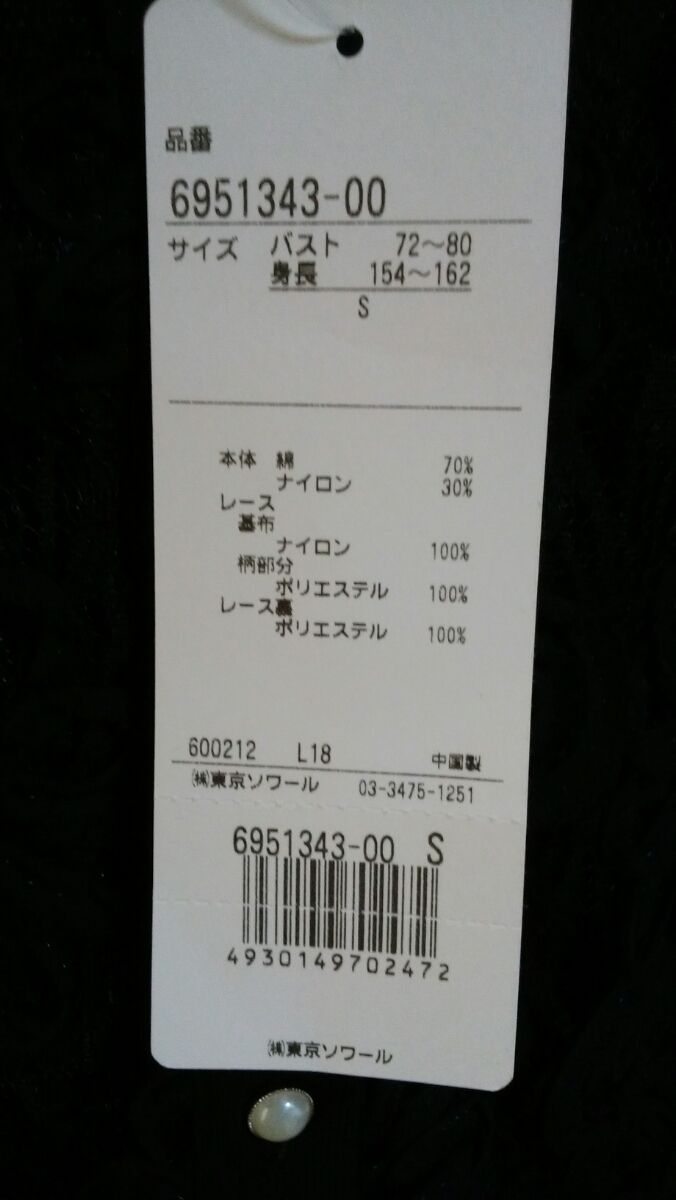 品番
6951343-00
サイズ バスト 72～80
身長 154～162
S
本体 綿 70%
ナイロン 30%
レース
基布
ナイロン 100%
柄部分
ポリエステル 100%
レース裏
ポリエステル 100%
600212 L18 中国製
㈱東京ソワール 03-3475-1251
6951343-00 S
4930149702472
㈱東京ソワール